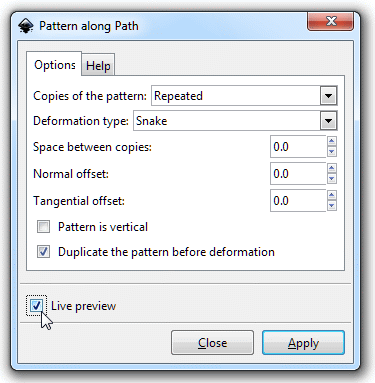 Pattern along Path
Options Help
Copies of the pattern: Repeated
Deformation type: Snake
Space between copies: 0.0
Normal offset: 0.0
Tangential offset: 0.0
Pattern is vertical
Duplicate the pattern before deformation
Live preview
Close Apply